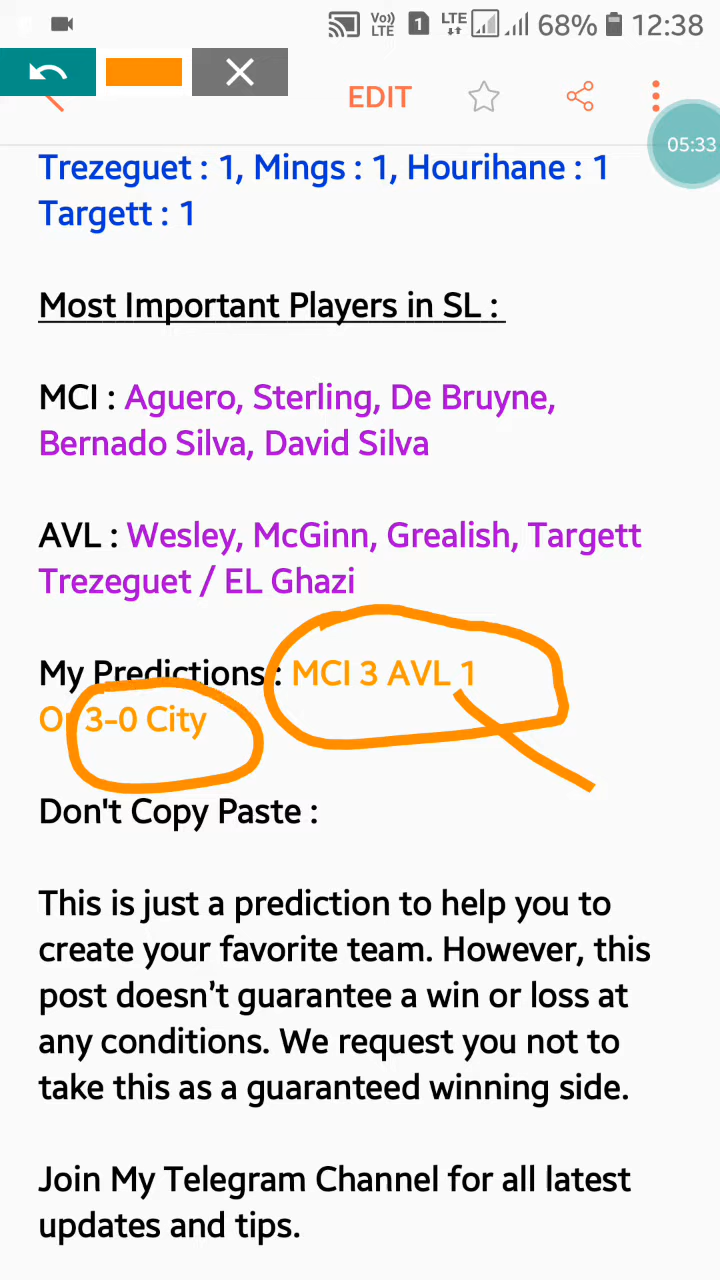 Vo)) LTE 1 LTE 68% 12:38
EDIT
05:33
Trezeguet : 1, Mings : 1, Hourihane : 1
Targett : 1
Most Important Players in SL :
MCI : Aguero, Sterling, De Bruyne,
Bernado Silva, David Silva
AVL : Wesley, McGinn, Grealish, Targett
Trezeguet / EL Ghazi
My Predictions : MCI 3 AVL 1
Or 3-0 City
Don't Copy Paste :
This is just a prediction to help you to
create your favorite team. However, this
post doesn't guarantee a win or loss at
any conditions. We request you not to
take this as a guaranteed winning side.
Join My Telegram Channel for all latest
updates and tips.